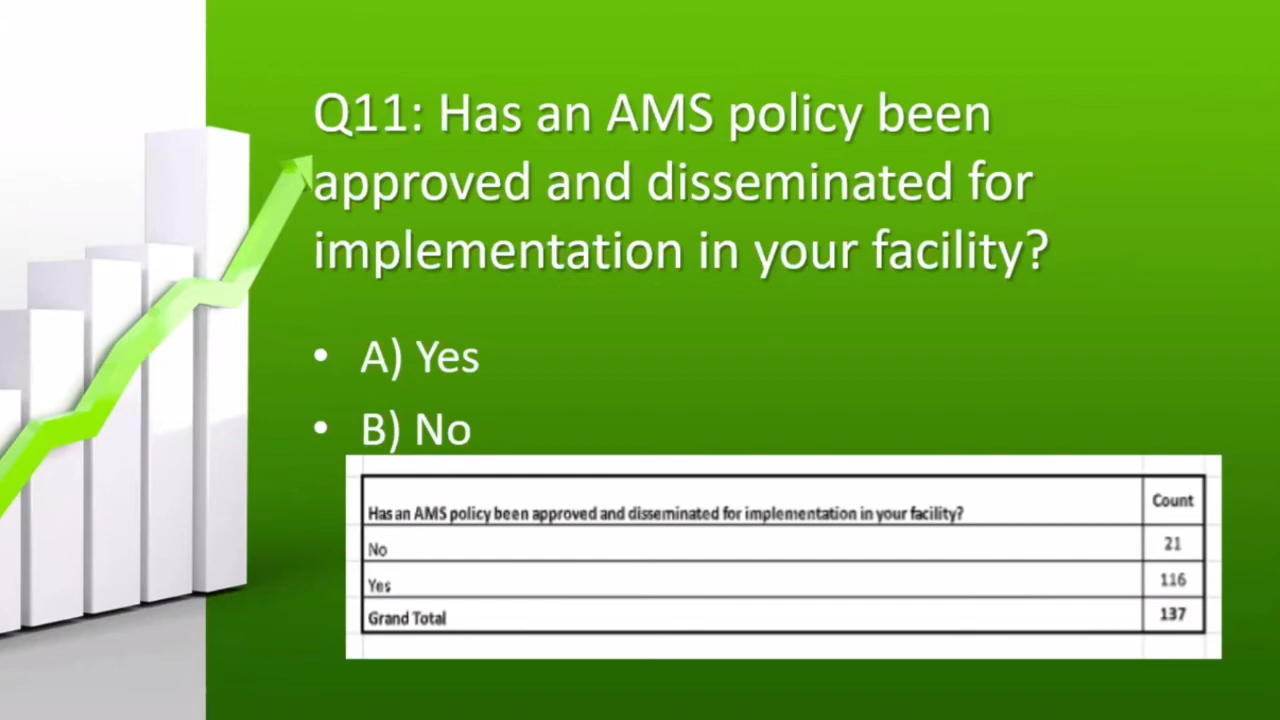 Q11: Has an AMS policy been
approved and disseminated for
implementation in your facility?
• A) Yes
• B) No
Has an AMS policy been approved and disseminated for implementation in your facility? Count
No 21
Yes 116
Grand Total 137